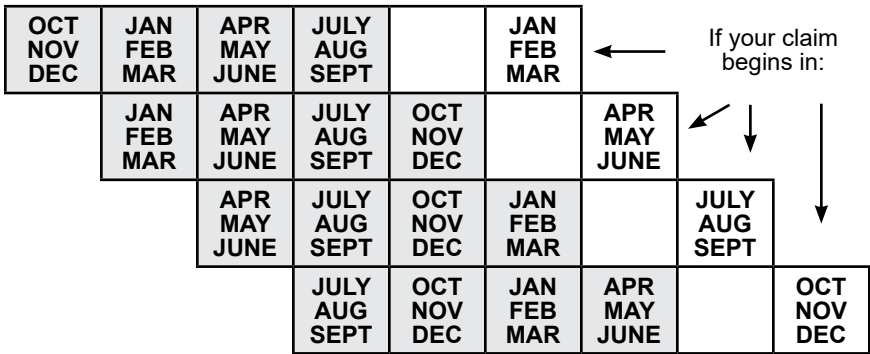 OCT JAN APR JULY JAN
NOV FEB MAY AUG FEB
DEC MAR JUNE SEPT MAR
If your claim
begins in:
JAN APR JULY OCT APR
FEB MAY AUG NOV MAY
MAR JUNE SEPT DEC JUNE
APR JULY OCT JAN JULY
MAY AUG NOV FEB AUG
JUNE SEPT DEC MAR SEPT
JULY OCT JAN APR OCT
AUG NOV FEB MAY NOV
SEPT DEC MAR JUNE DEC